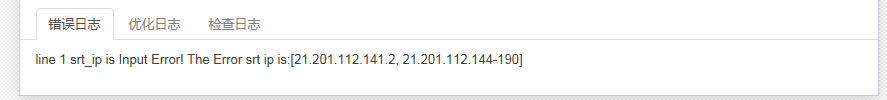 错误日志 优化日志 检查日志
line 1 srt_ip is Input Error! The Error srt ip is:[21.201.112.141.2, 21.201.112.144-190]